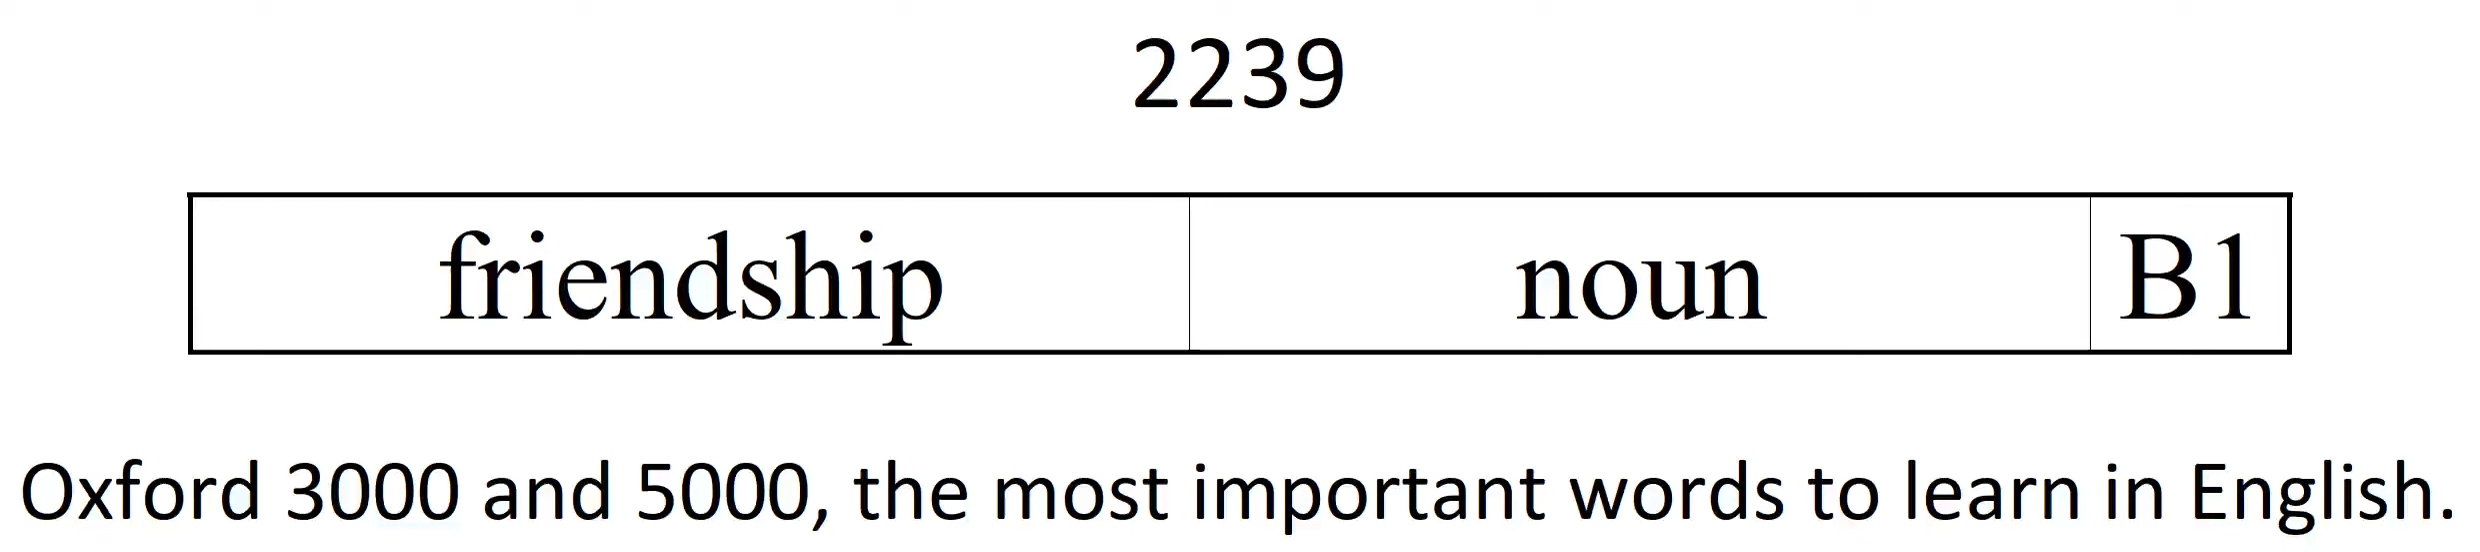 2239
friendship noun B1
Oxford 3000 and 5000, the most important words to learn in English.